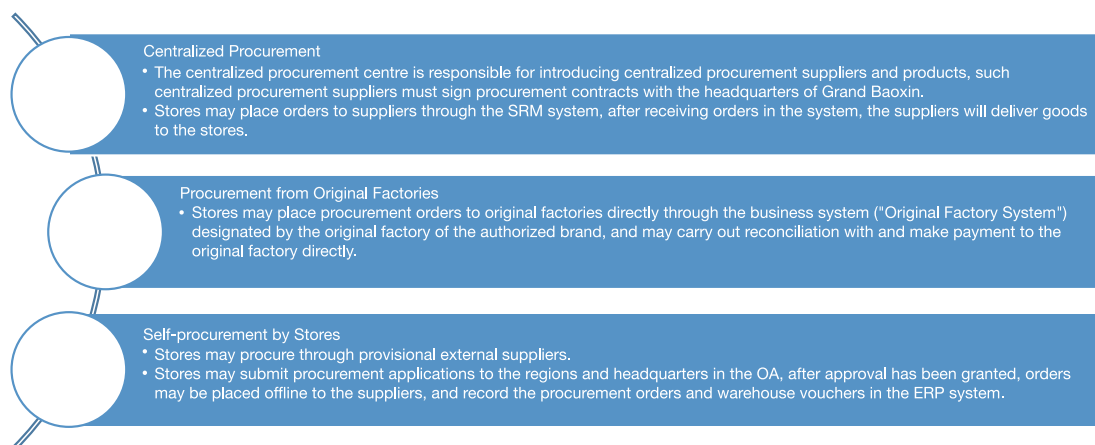 Centralized Procurement
• The centralized procurement centre is responsible for introducing centralized procurement suppliers and products, such
centralized procurement suppliers must sign procurement contracts with the headquarters of Grand Baoxin.
• Stores may place orders to suppliers through the SRM system, after receiving orders in the system, the suppliers will deliver goods
to the stores.
Procurement from Original Factories
• Stores may place procurement orders to original factories directly through the business system ("Original Factory System")
designated by the original factory of the authorized brand, and may carry out reconciliation with and make payment to the
original factory directly.
Self-procurement by Stores
• Stores may procure through provisional external suppliers.
• Stores may submit procurement applications to the regions and headquarters in the OA, after approval has been granted, orders
may be placed offline to the suppliers, and record the procurement orders and warehouse vouchers in the ERP system.